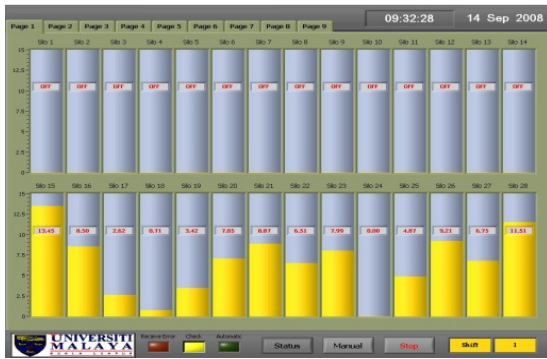 09:32:28 14 Sep 2008
Page 1 Page 2 Page 3 Page 4 Page 5 Page 6 Page 7 Page 8 Page 9
Silo 1 Silo 2 Silo 3 Silo 4 Silo 5 Silo 6 Silo 7 Silo 8 Silo 9 Silo 10 Silo 11 Silo 12 Silo 13 Silo 14
15
12.5
10 OFF OFF OFF OFF OFF OFF OFF OFF OFF OFF OFF OFF OFF OFF
7.5
5
2.5
0
Silo 15 Silo 16 Silo 17 Silo 18 Silo 19 Silo 20 Silo 21 Silo 22 Silo 23 Silo 24 Silo 25 Silo 26 Silo 27 Silo 28
15
12.5
10 13.45 8.50 2.62 0.71 3.42 7.05 8.87 6.51 7.99 0.00 4.87 9.21 6.75 11.51
7.5
5
2.5
0
UNIVERSITI
MALAYA
KUALA LUMPUR
Receive Error Check Automatic
Status Manual Stop Shift 1